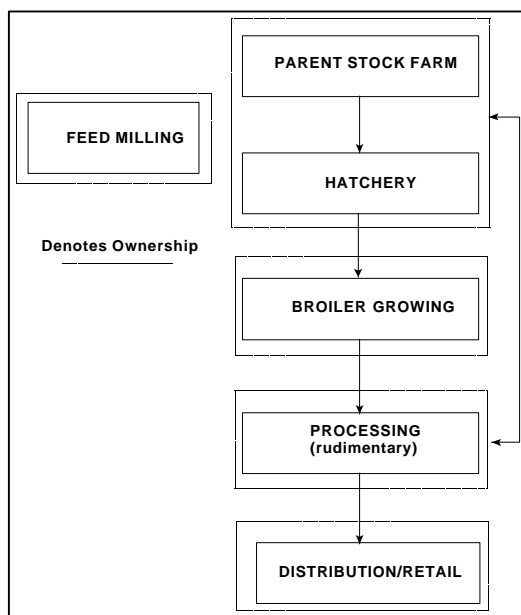 PARENT STOCK FARM
FEED MILLING
HATCHERY
Denotes Ownership
BROILER GROWING
PROCESSING
(rudimentary)
DISTRIBUTION/RETAIL